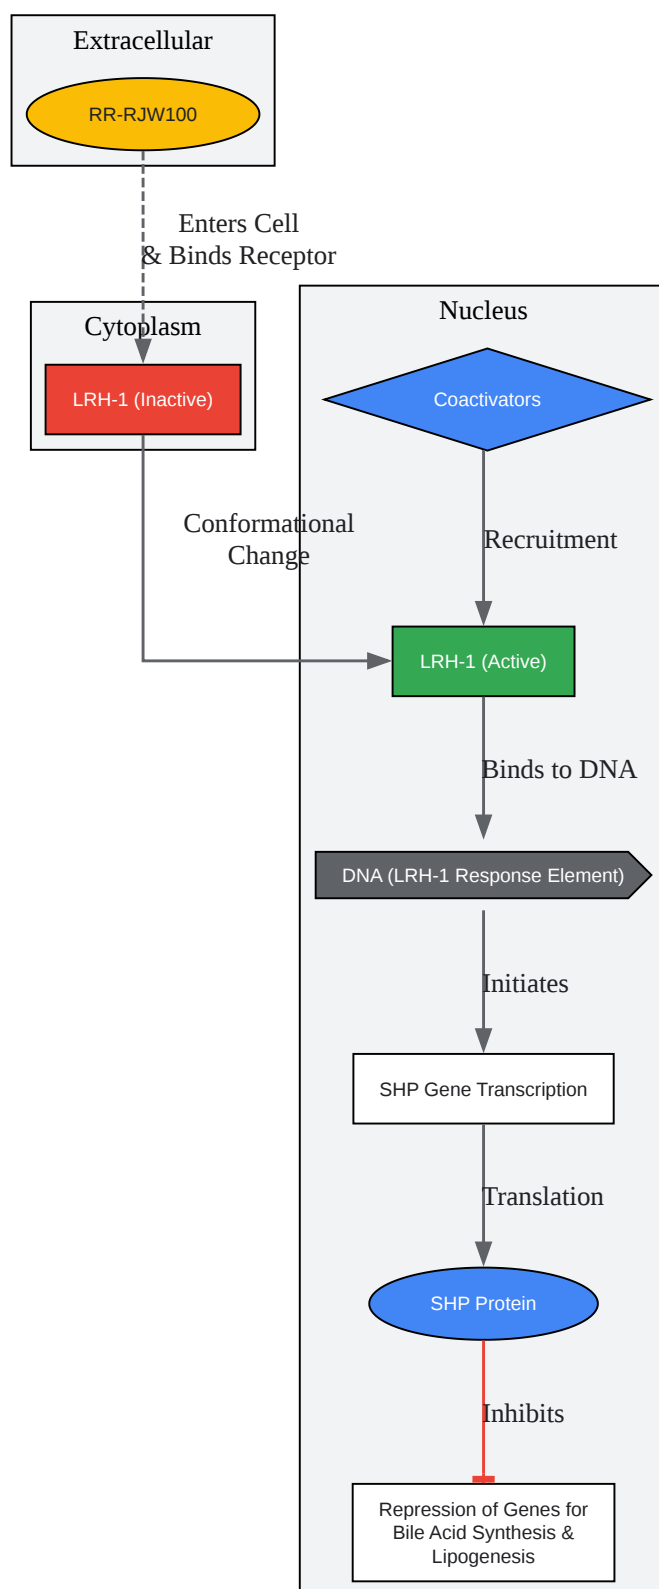 Extracellular
RR-RJW100
Enters Cell
& Binds Receptor
Cytoplasm
LRH-1 (Inactive)
Nucleus
Coactivators
Conformational
Change
Recruitment
LRH-1 (Active)
Binds to DNA
DNA (LRH-1 Response Element)
Initiates
SHP Gene Transcription
Translation
SHP Protein
Inhibits
Repression of Genes for
Bile Acid Synthesis &
Lipogenesis